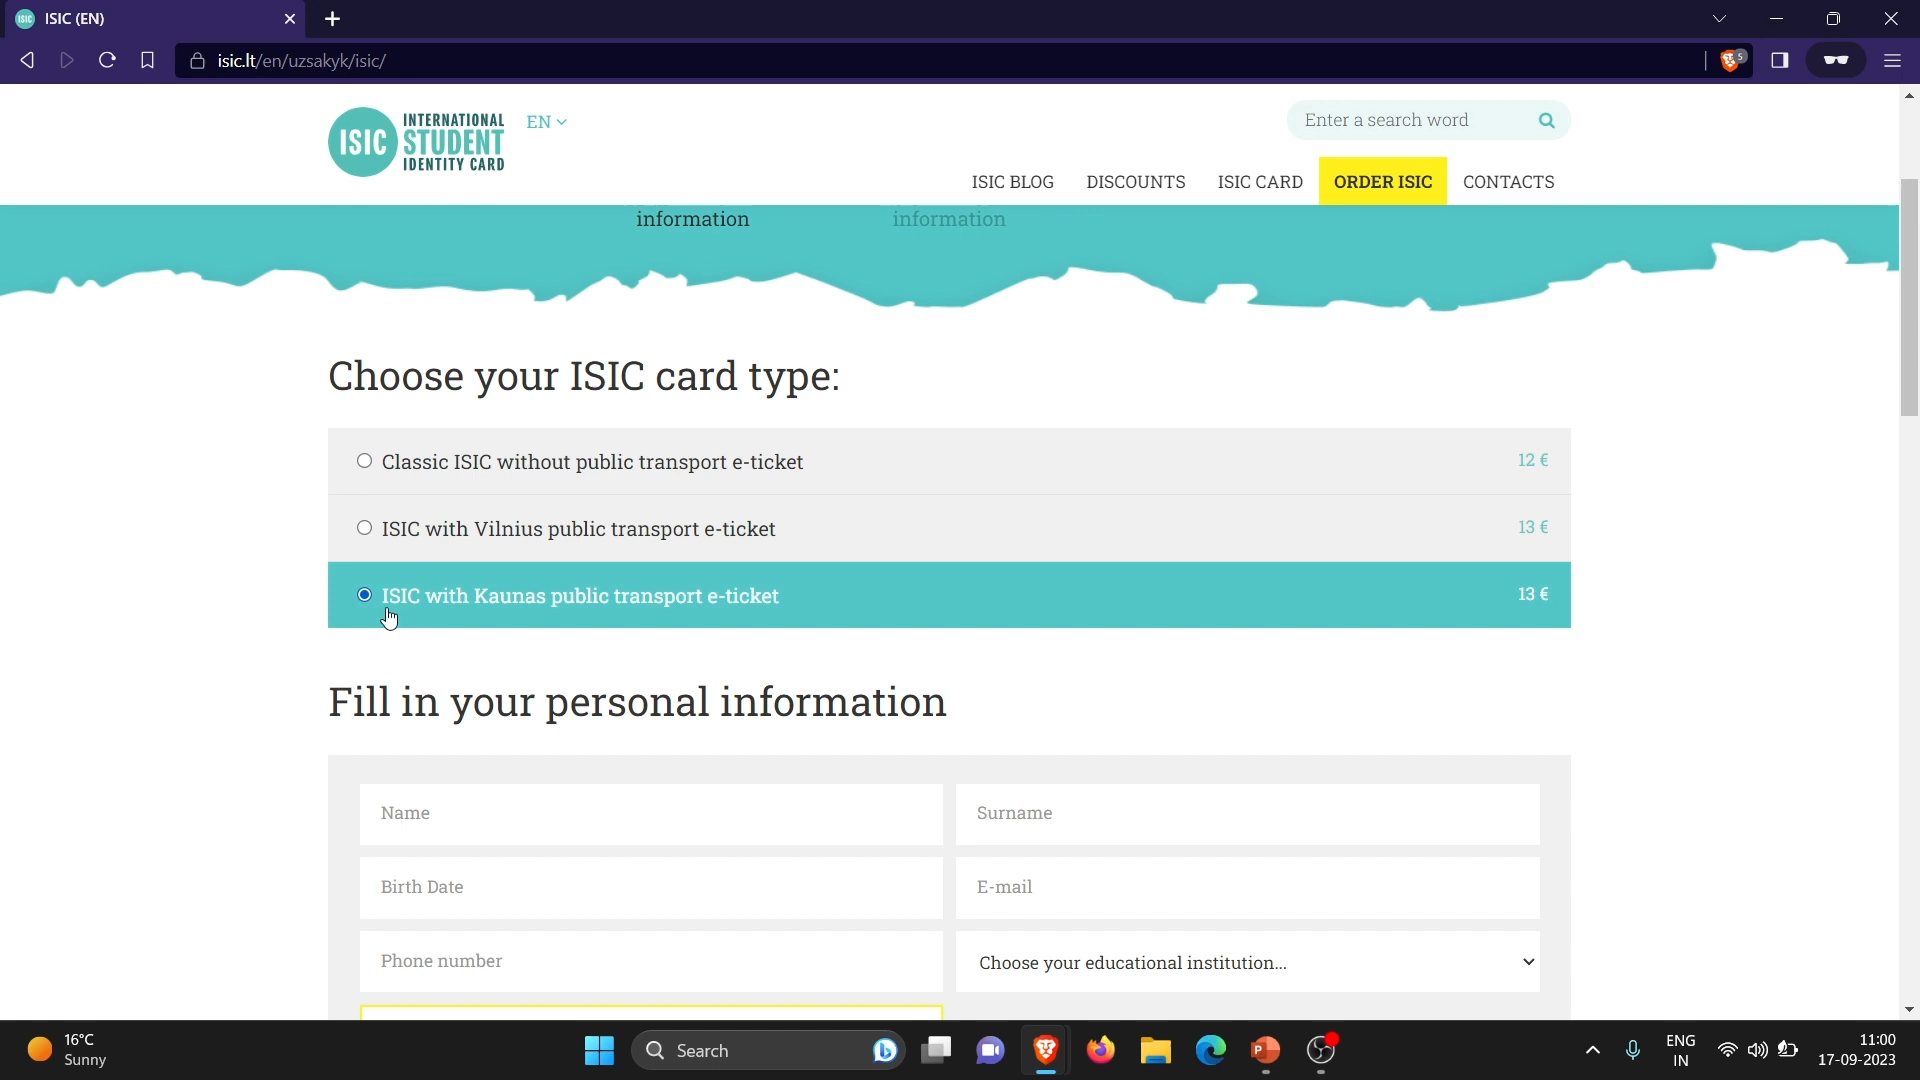 ISIC (EN)
isic.lt/en/uzsakyk/isic/
5
ISIC
INTERNATIONAL
STUDENT
IDENTITY CARD
EN
Enter a search word
ISIC BLOG
DISCOUNTS
ISIC CARD
ORDER ISIC
CONTACTS
information
information
Choose your ISIC card type:
Classic ISIC without public transport e-ticket
12 €
ISIC with Vilnius public transport e-ticket
13 €
ISIC with Kaunas public transport e-ticket
13 €
Fill in your personal information
Name
Surname
Birth Date
E-mail
Phone number
Choose your educational institution...
16°C
Sunny
Search
ENG
IN
11:00
17-09-2023